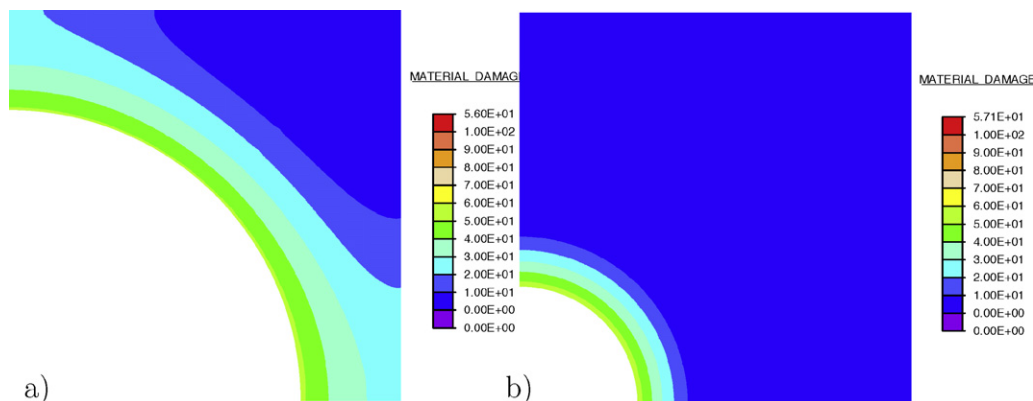 MATERIAL DAMAGE
5.60E+01
1.00E+02
9.00E+01
8.00E+01
7.00E+01
6.00E+01
5.00E+01
4.00E+01
3.00E+01
2.00E+01
1.00E+01
0.00E+00
0.00E+00
a)
MATERIAL DAMAGE
5.71E+01
1.00E+02
9.00E+01
8.00E+01
7.00E+01
6.00E+01
5.00E+01
4.00E+01
3.00E+01
2.00E+01
1.00E+01
0.00E+00
0.00E+00
b)